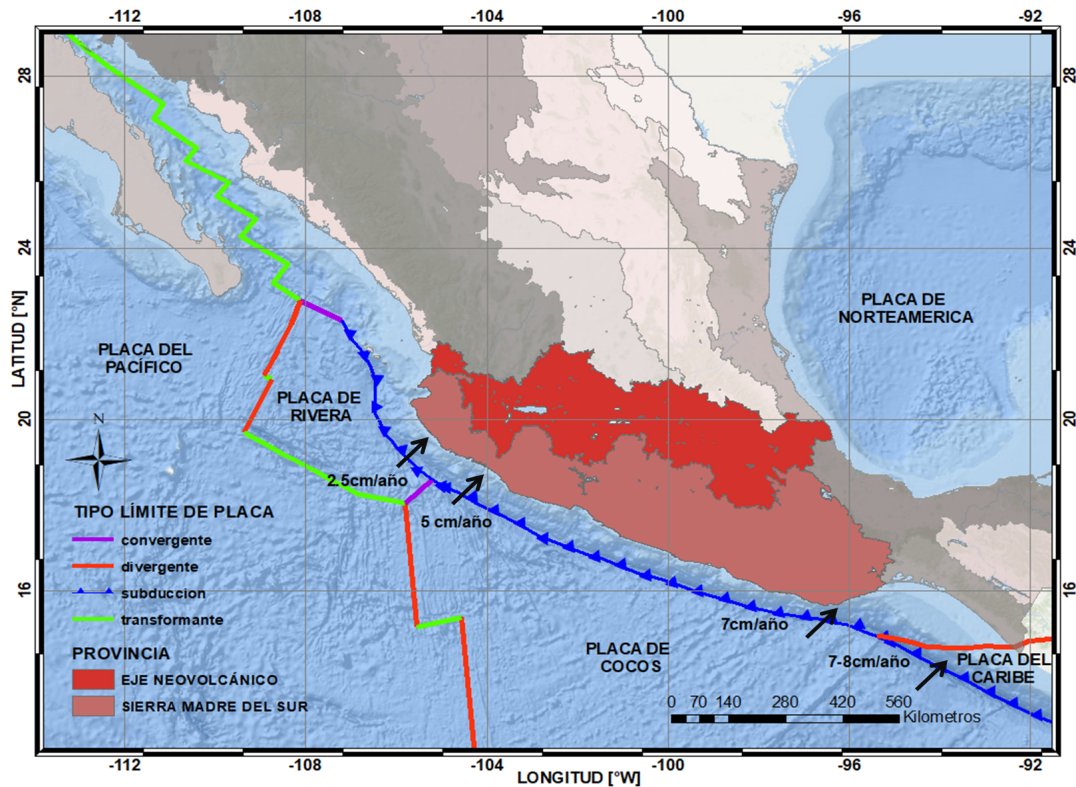 -112
-108
-104
-100
-96
-92
28
28
24
24
20
20
16
16
LATITUD [°N]
PLACA DE
NORTEAMERICA
PLACA DEL
PACÍFICO
PLACA DE
RIVERA
N
2.5cm/año
5 cm/año
7cm/año
7-8cm/año
PLACA DE
COCOS
PLACA DEL
CARIBE
TIPO LÍMITE DE PLACA
convergente
divergente
subduccion
transformante
PROVINCIA
EJE NEOVOLCÁNICO
SIERRA MADRE DEL SUR
0 70 140 280 420 560
Kilometros
-112
-108
-104
-100
-96
-92
LONGITUD [°W]